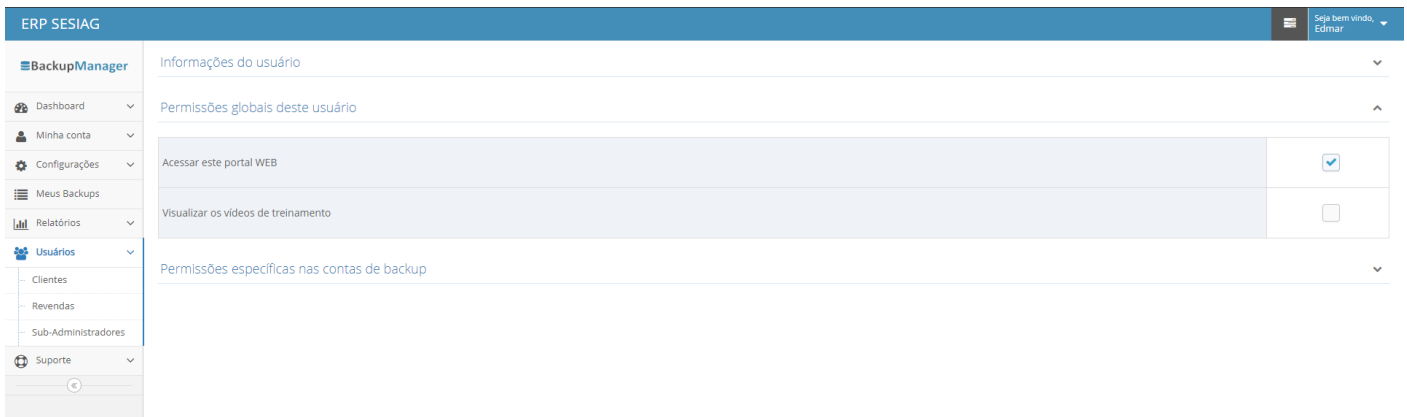 ERP SESIAG
Seja bem vindo,
Edmar
BackupManager
Dashboard
Minha conta
Configurações
Meus Backups
Relatórios
Usuários
Clientes
Revendas
Sub-Administradores
Suporte
Informações do usuário
Permissões globais deste usuário
Acessar este portal WEB
Visualizar os vídeos de treinamento
Permissões específicas nas contas de backup